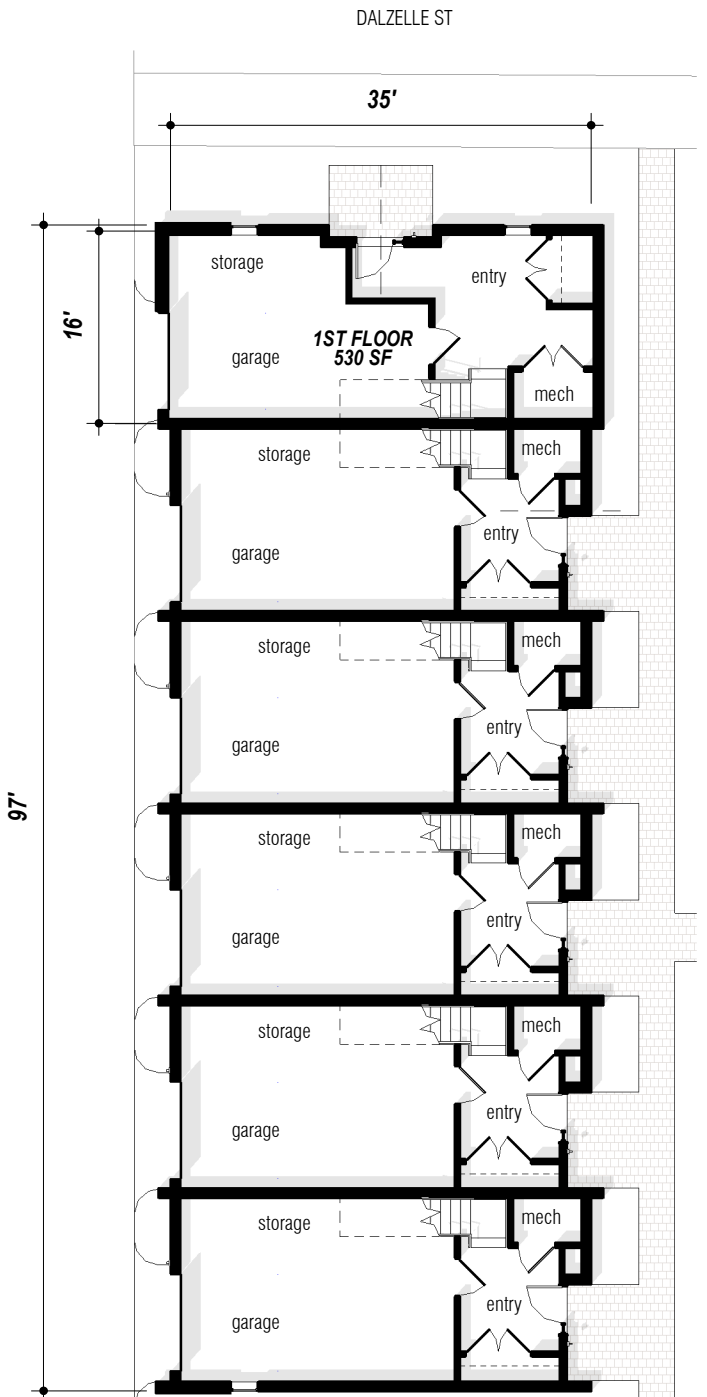 DALZELLE ST
35'
storage
entry
16'
1ST FLOOR
530 SF
garage
mech
mech
storage
entry
garage
mech
storage
entry
garage
97'
mech
storage
entry
garage
mech
storage
entry
garage
mech
storage
entry
garage